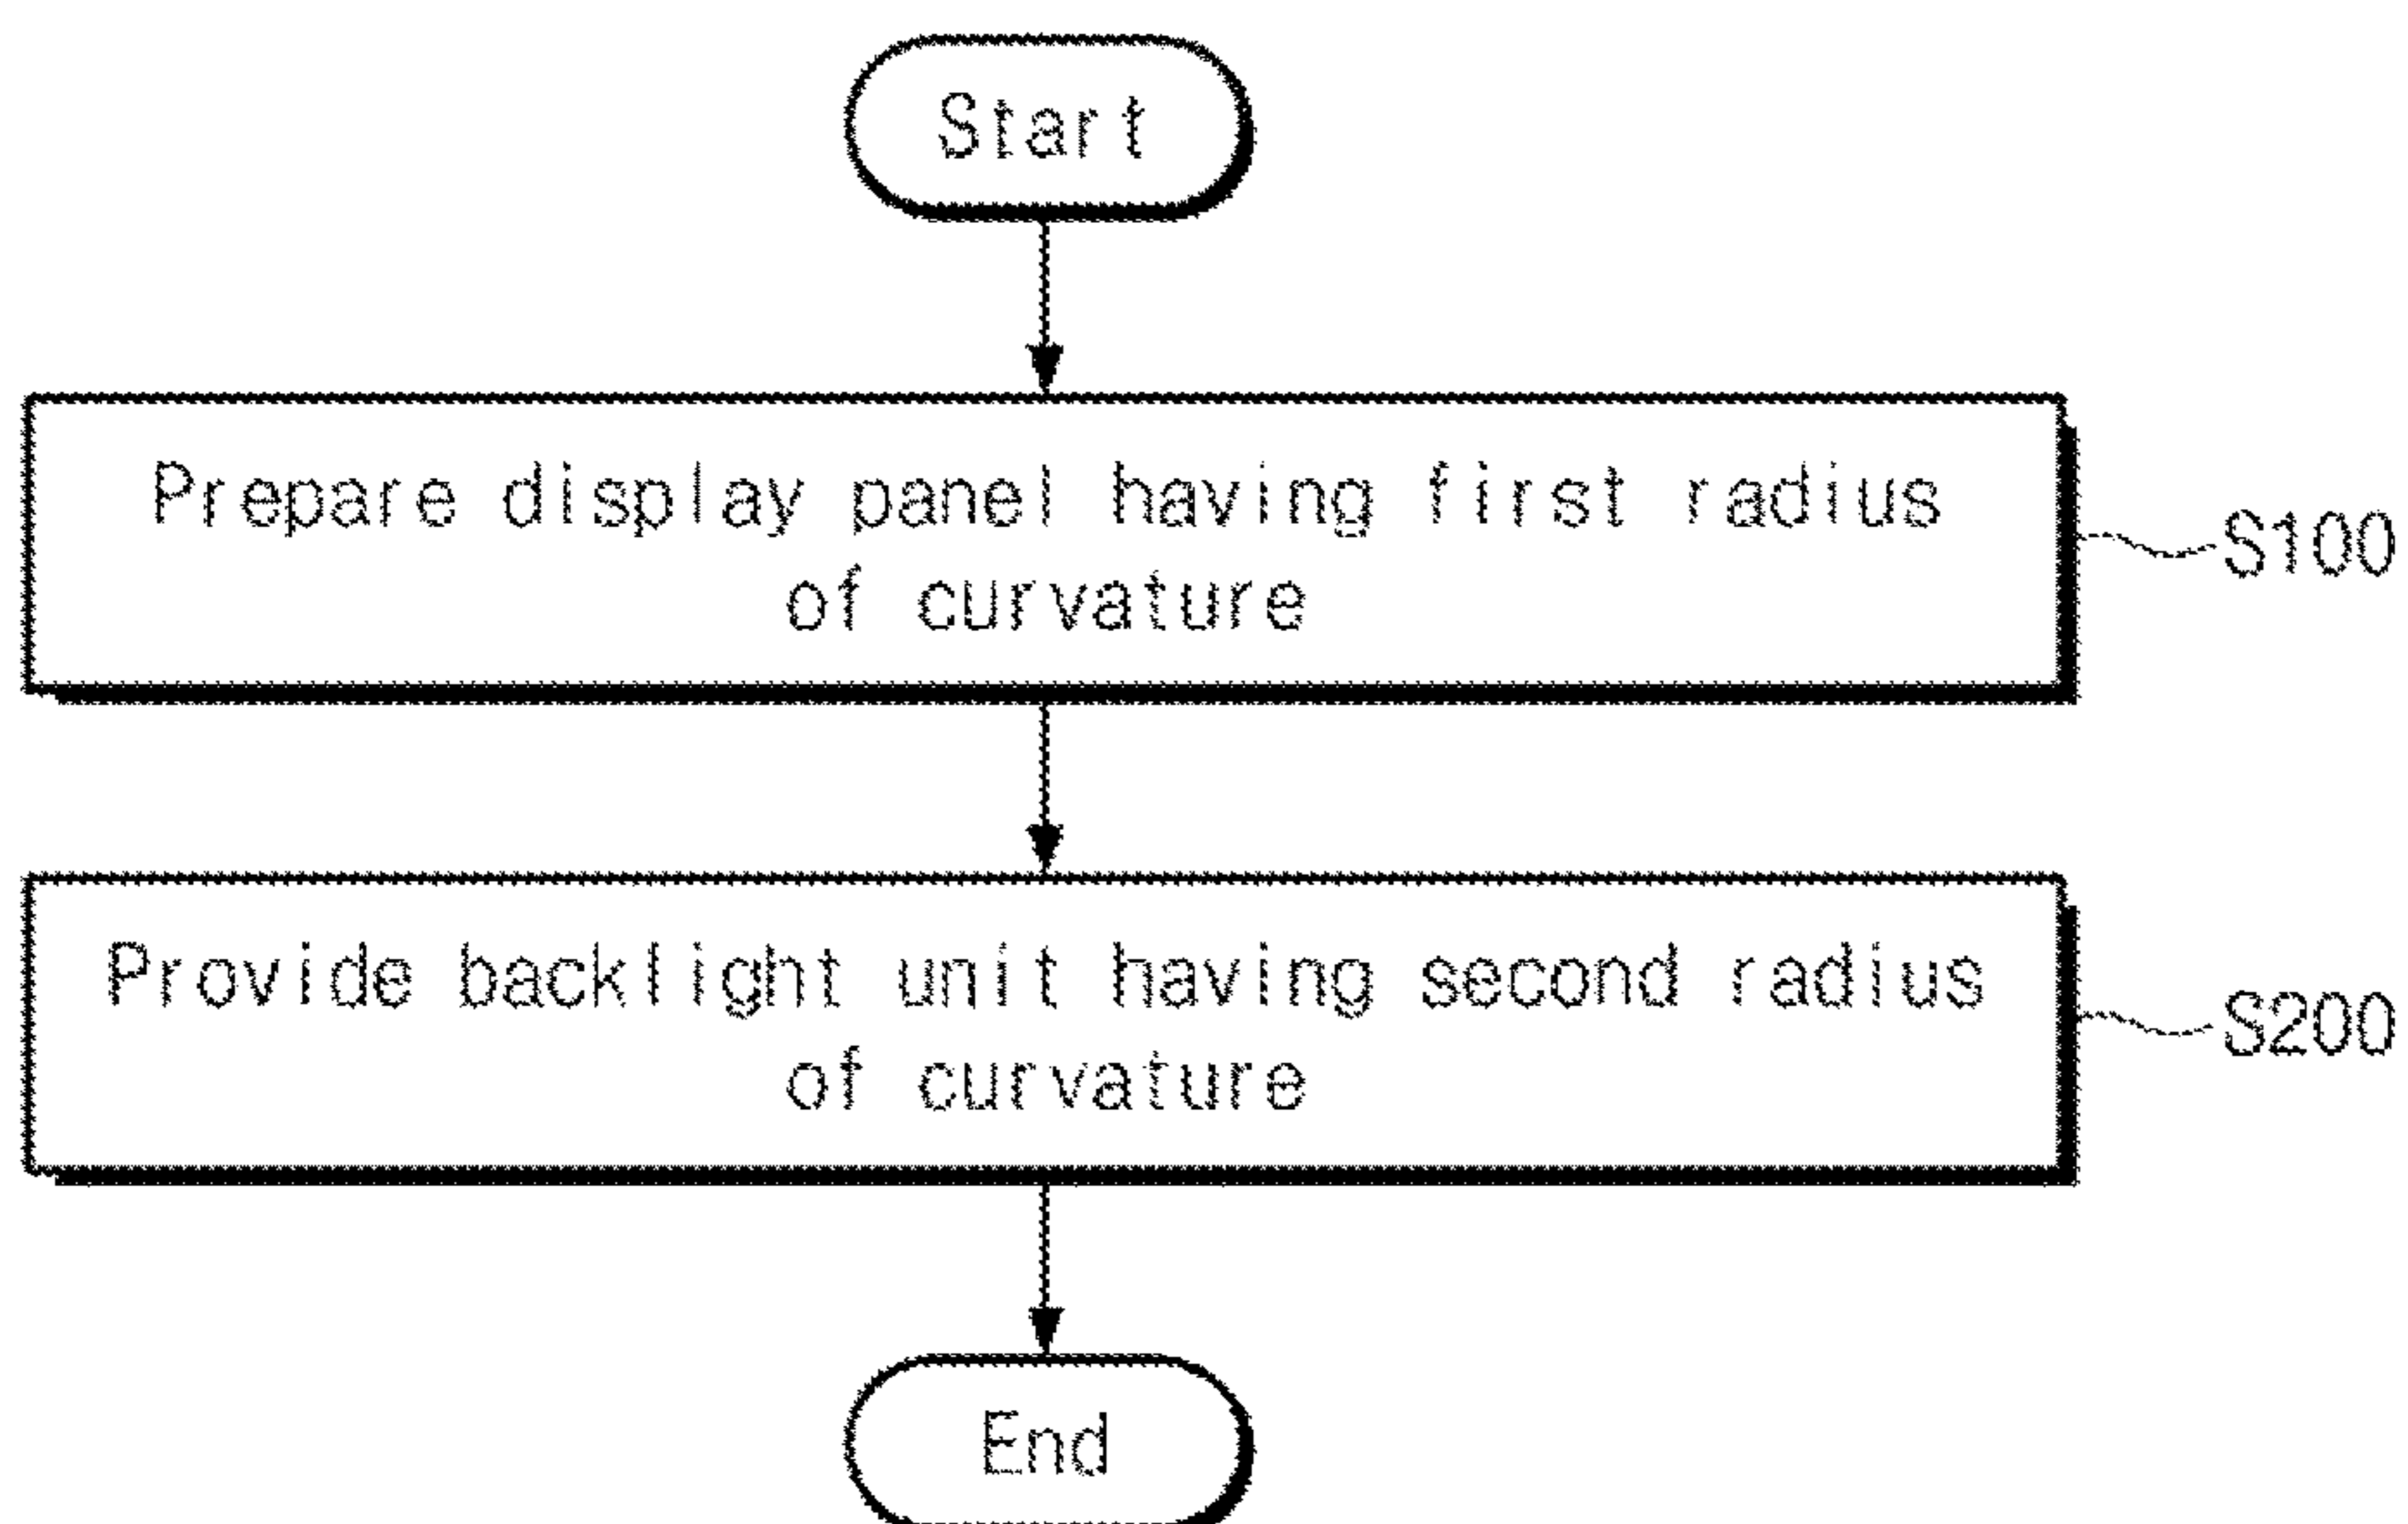 Start
Prepare display panel having first radius
of curvature
S100
Provide backlight unit having second radius
of curvature
S200
End